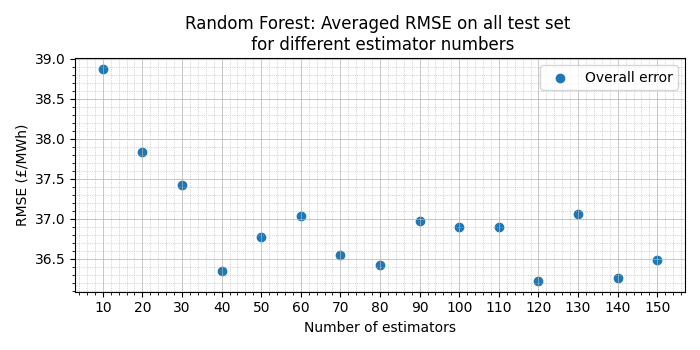 Random Forest: Averaged RMSE on all test set
for different estimator numbers
39.0
38.5
38.0
37.5
37.0
36.5
RMSE (£/MWh)
Overall error
10 20 30 40 50 60 70 80 90 100 110 120 130 140 150
Number of estimators